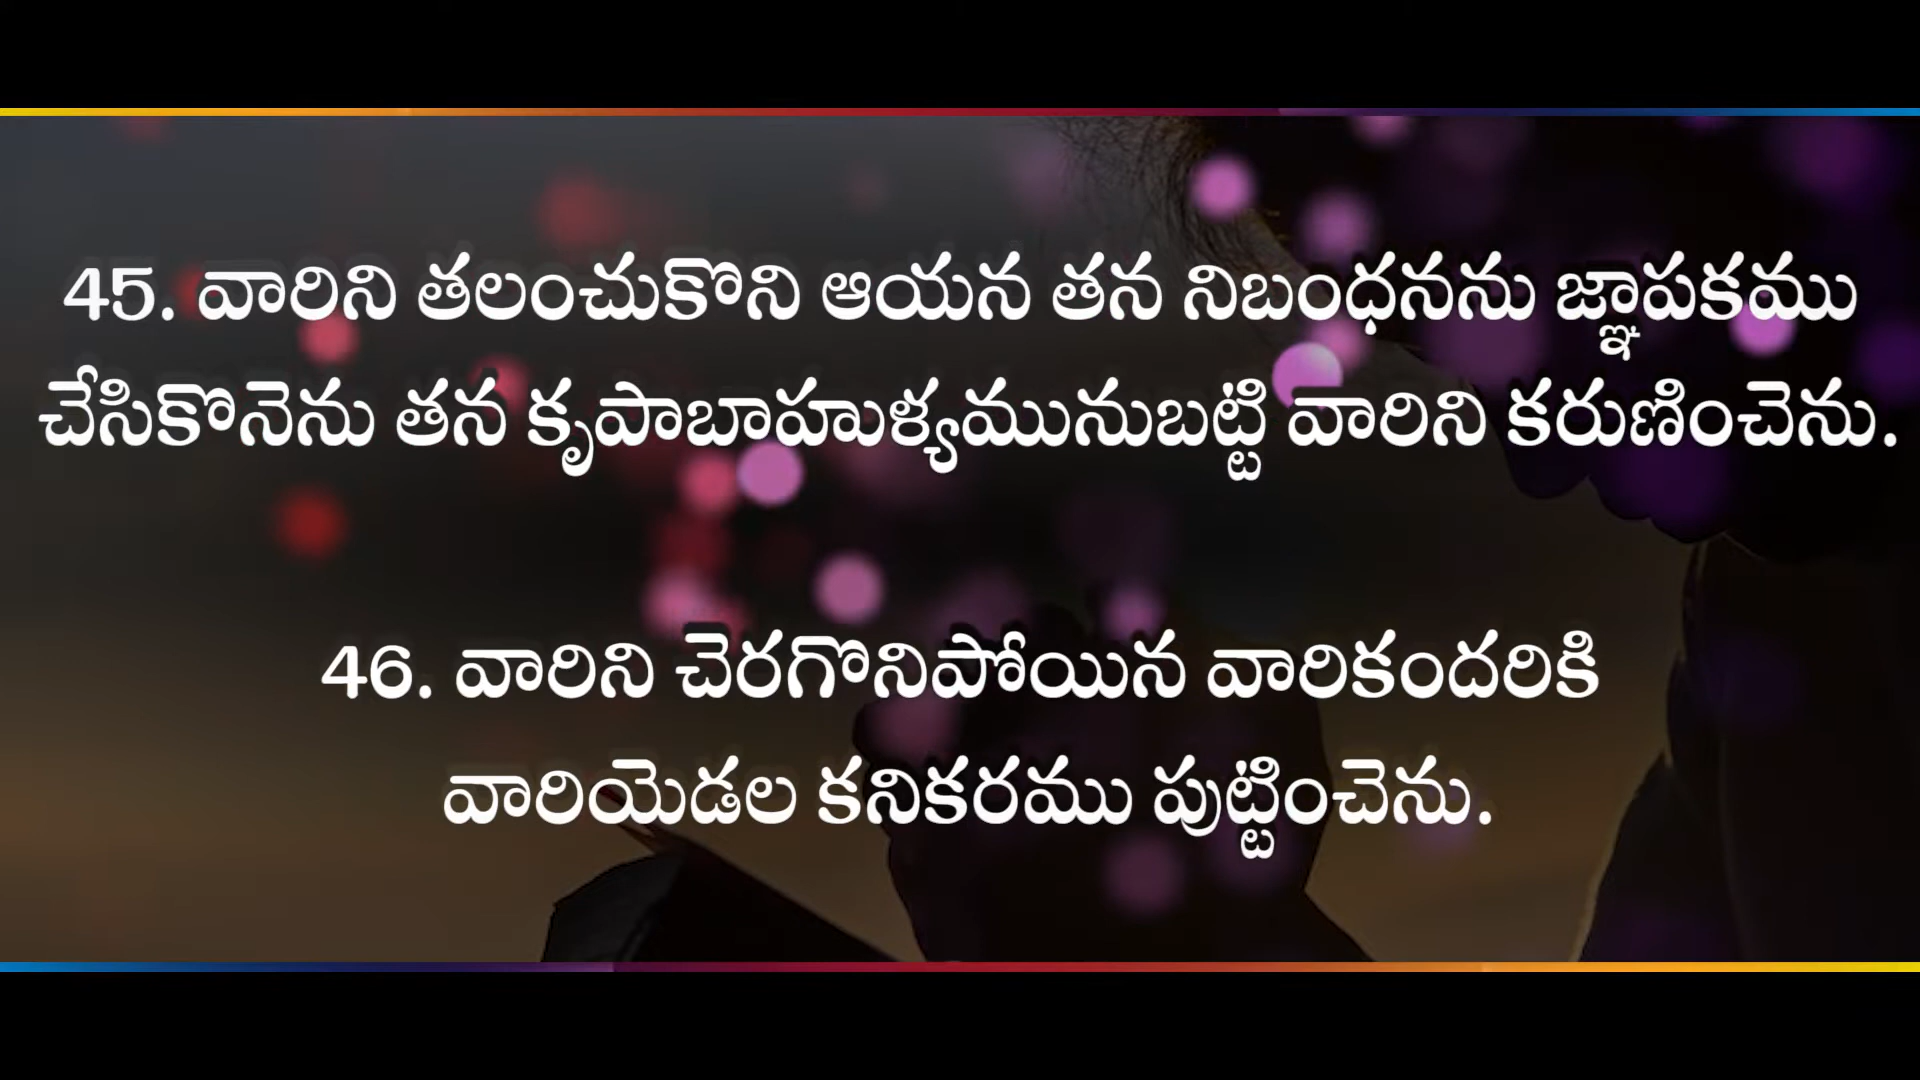 45. వారిని తలంచుకొని ఆయన తన నిబంధనను జ్ఞాపకము
చేసికొనెను తన కృపాబాహుళ్యమునుబట్టి వారిని కరుణించెను.
46. వారిని చెరగొనిపోయిన వారికందరికి
వారియెడల కనికరము పుట్టించెను.